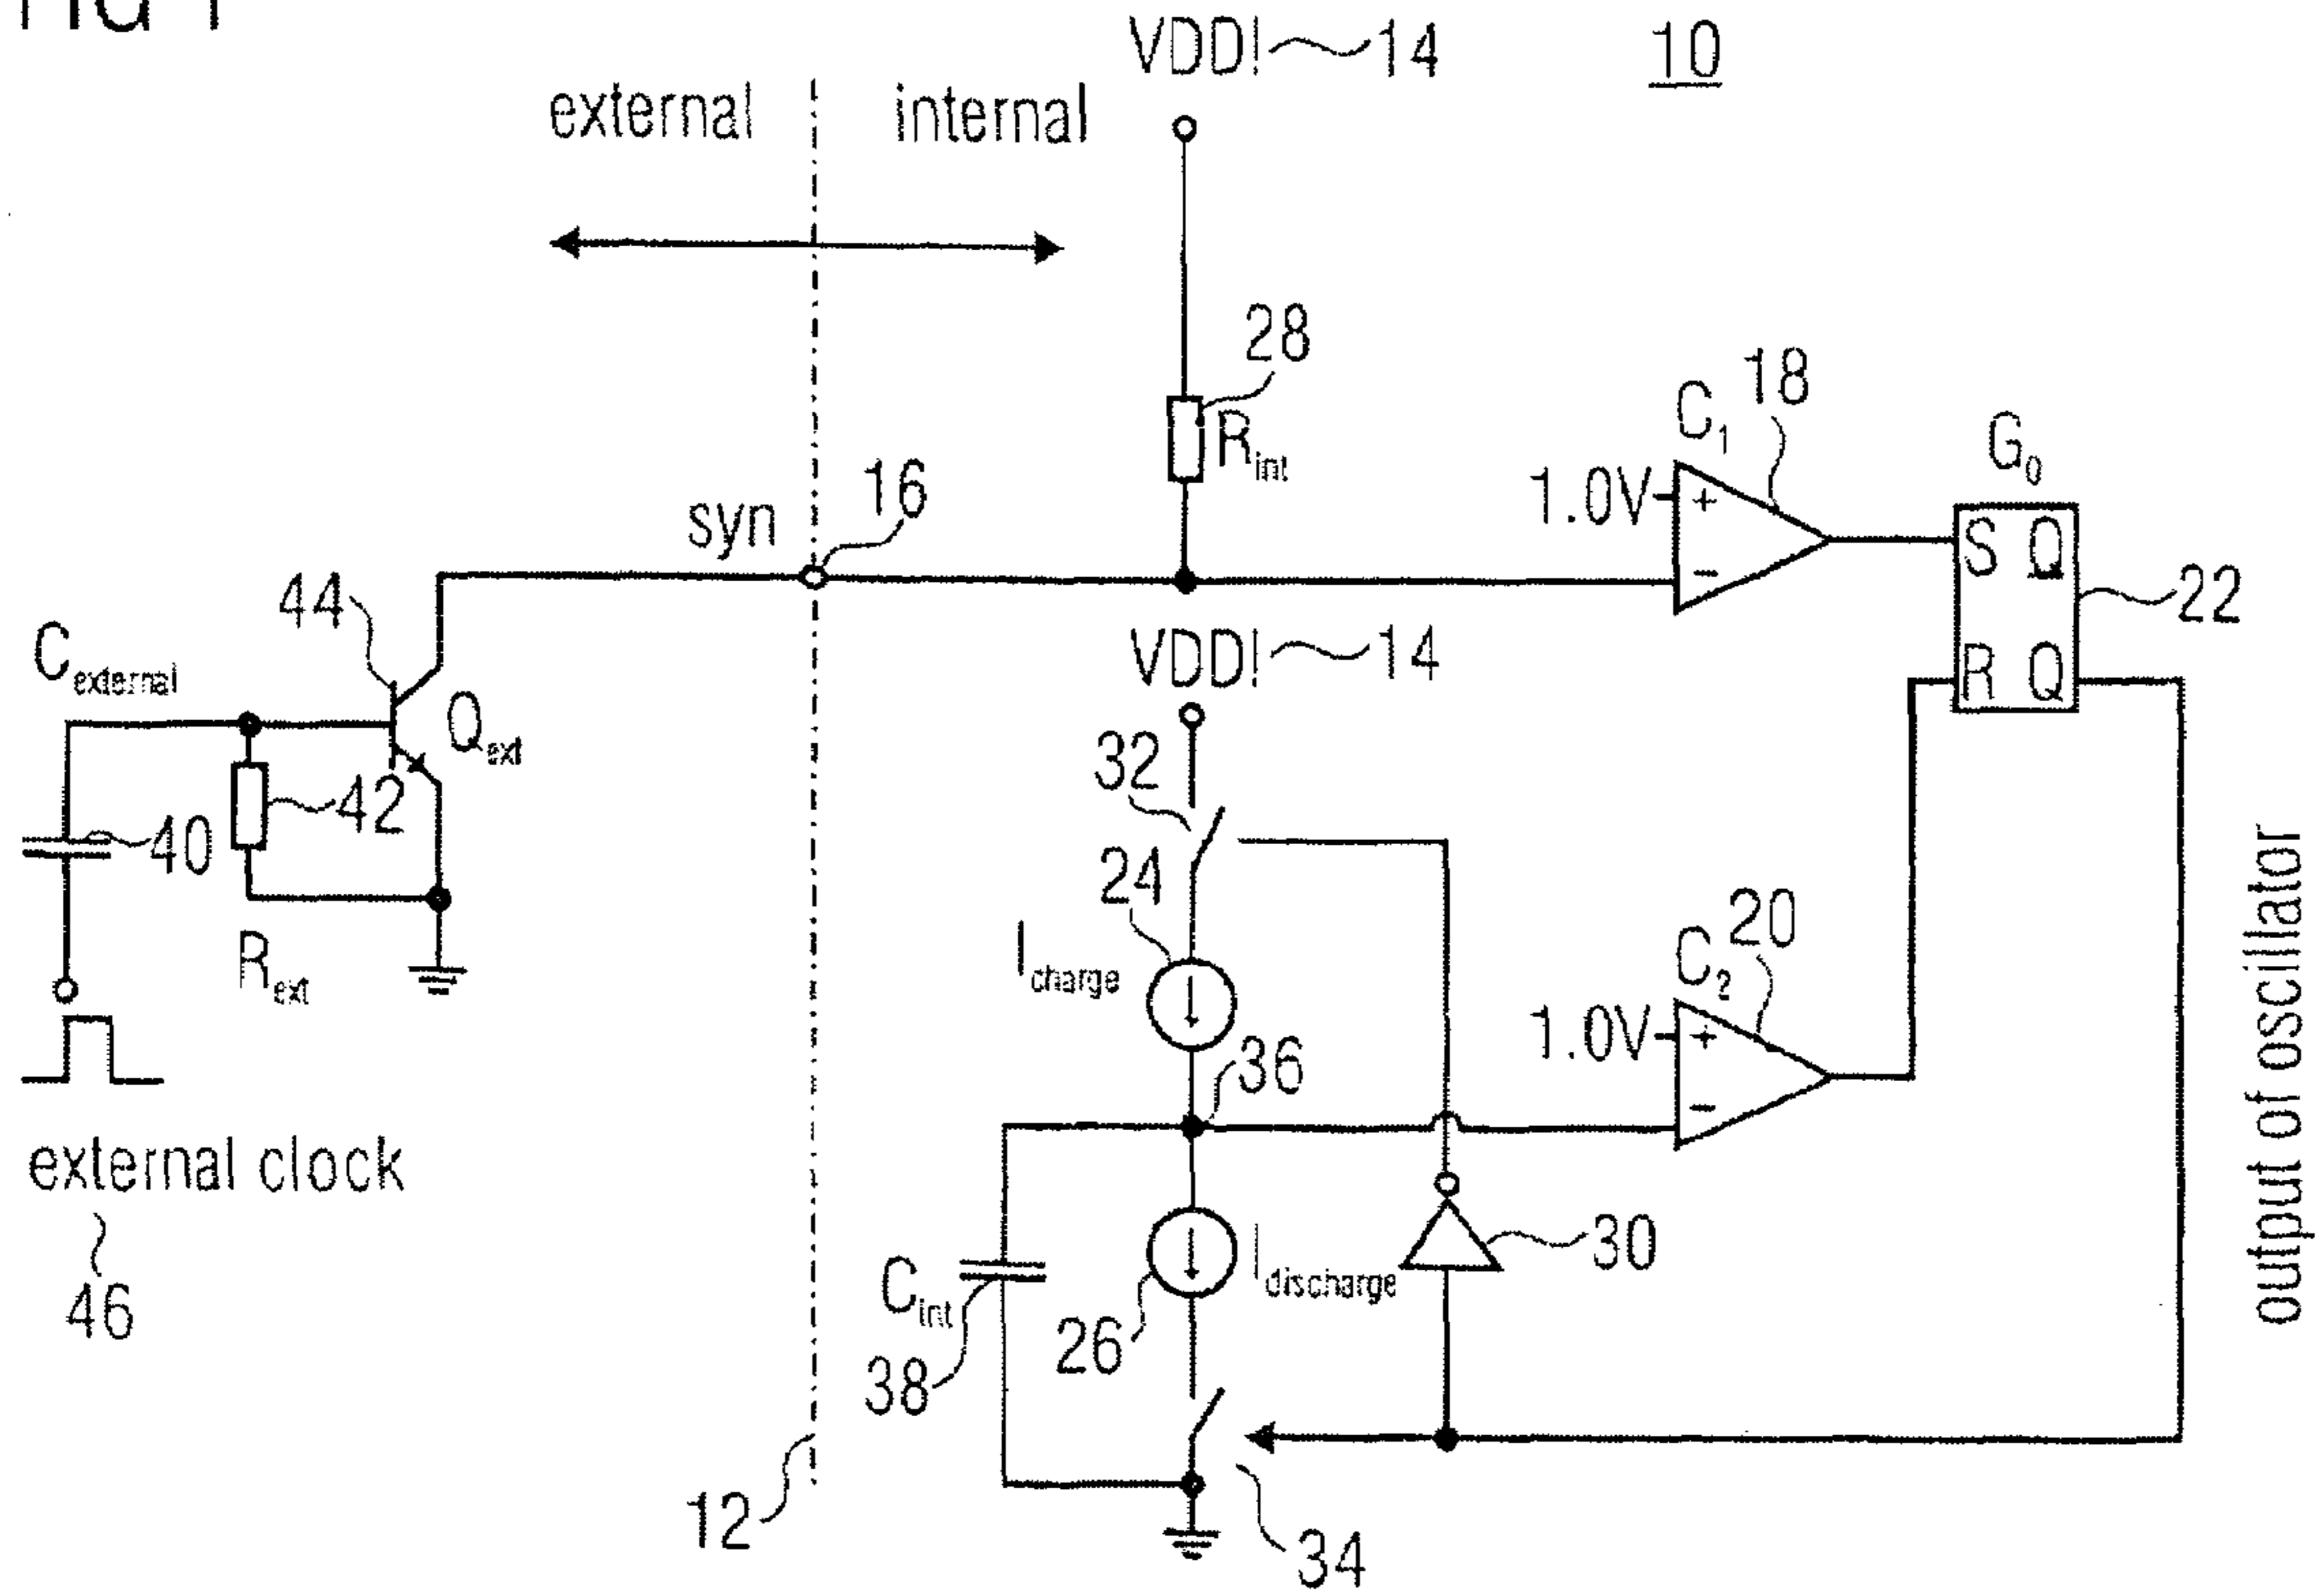 VDD! 14
10
external
internal
28
R_int
C_1
18
G_0
1.0V
+
−
S Q
R Q
22
syn
16
44
C_external
Q_ext
42
40
R_ext
VDD! 14
32
24
I_charge
36
C_2
20
1.0V
+
−
30
I_discharge
26
C_int
38
external clock
46
12
34
output of oscillator